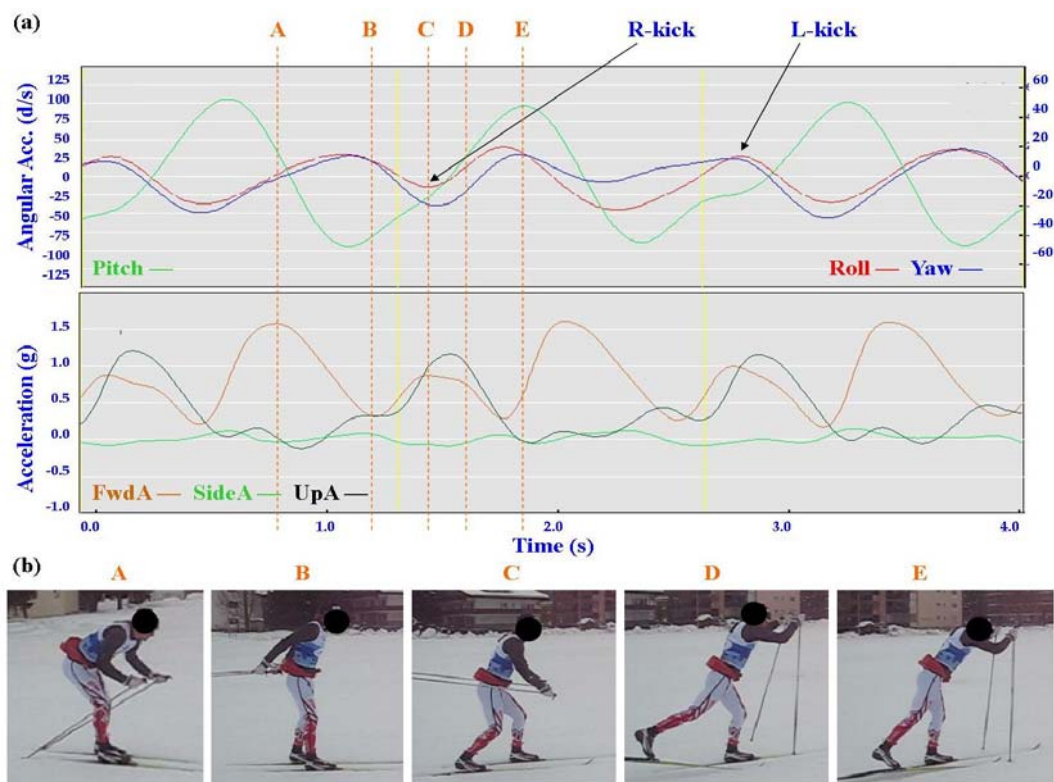 (a)
A B C D E R-kick L-kick
Angular Acc. (d/s)
125
100
75
50
25
0
-25
-50
-75
-100
-125
60
40
20
0
-20
-40
-60
Pitch Roll Yaw
Acceleration (g)
1.5
1.0
0.5
0.0
-0.5
-1.0
FwdA SideA UpA
0.0 1.0 2.0 3.0 4.0
Time (s)
(b)
A B C D E